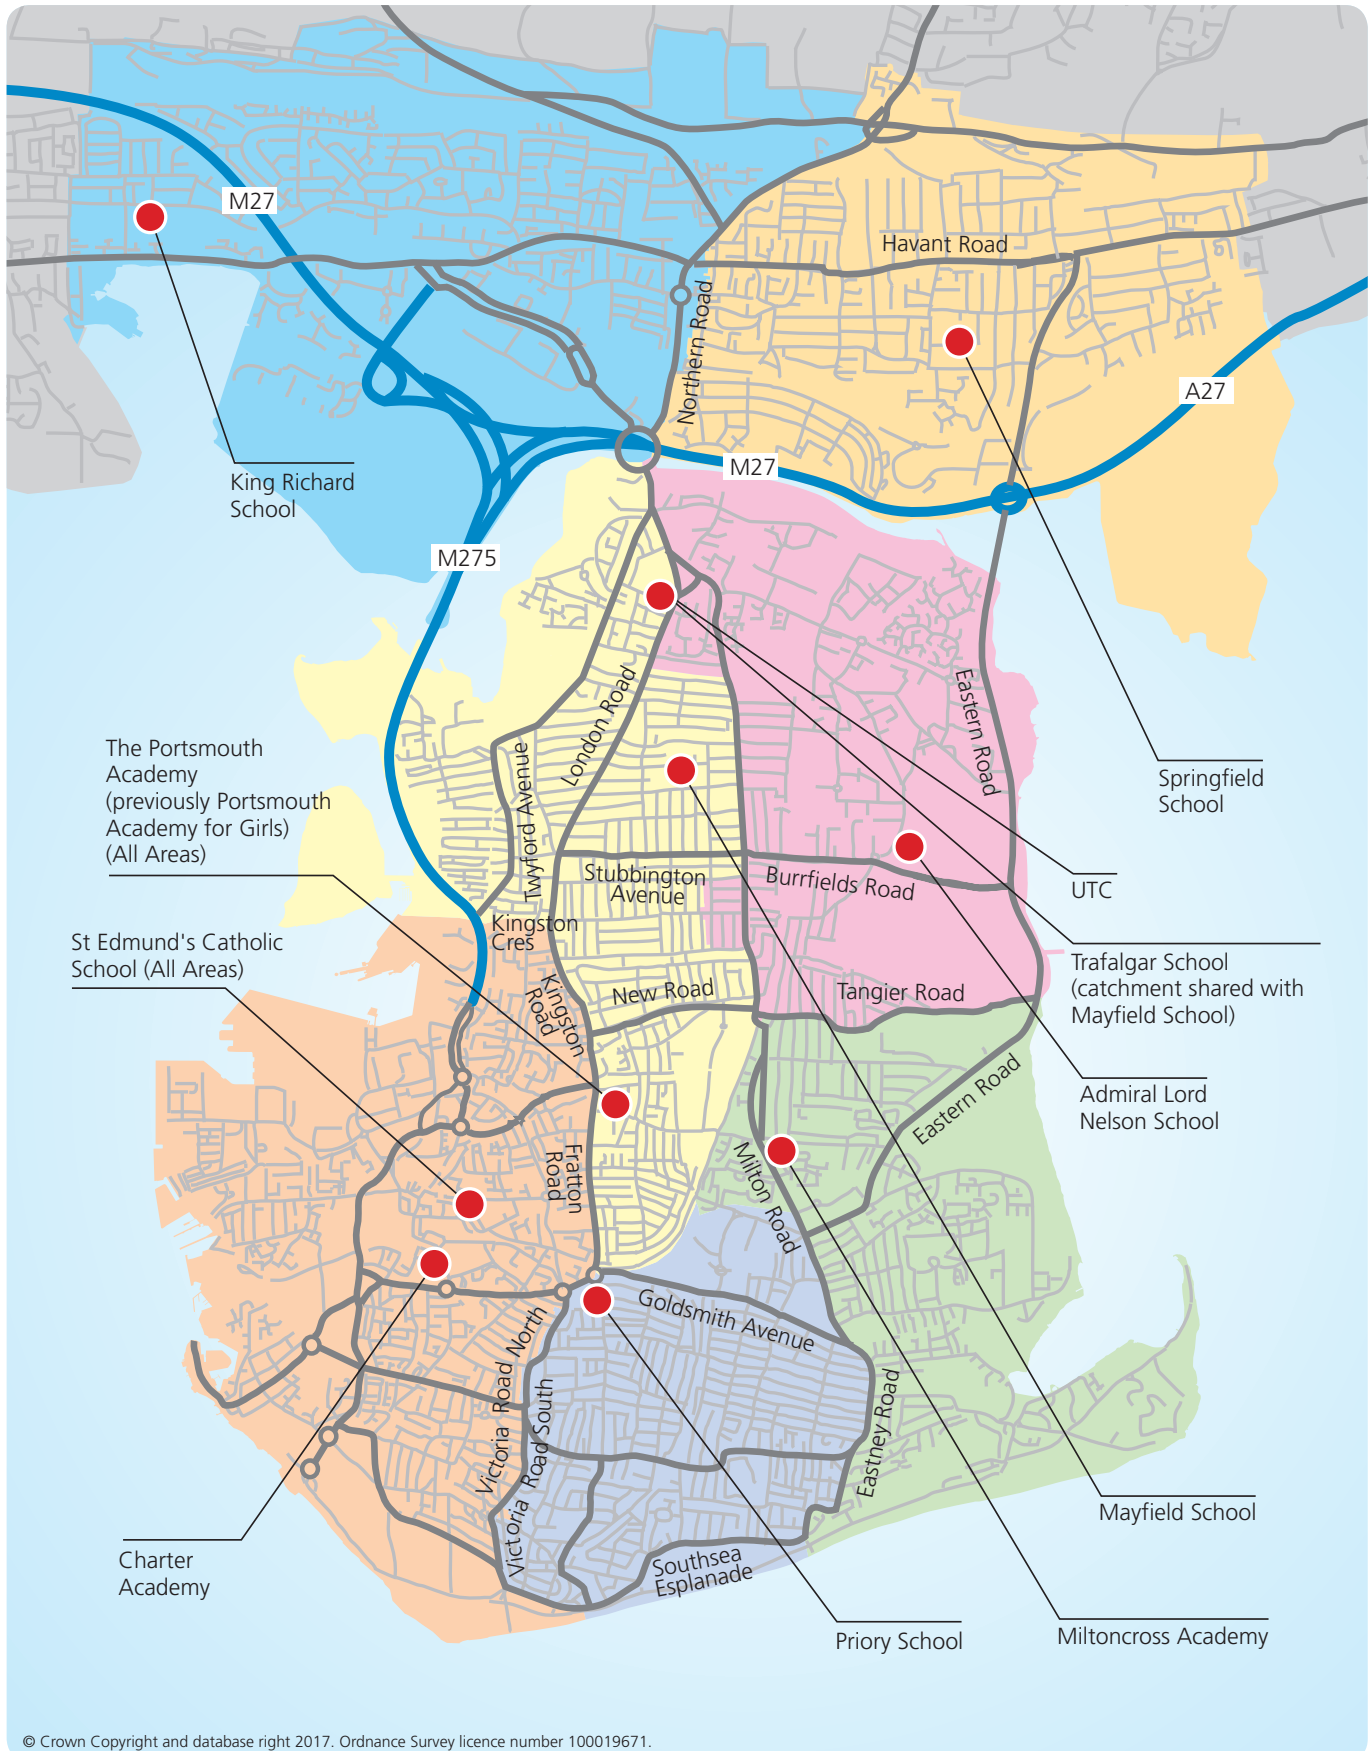 M27
Havant Road
Northern Road
A27
M27
King Richard
School
M275
Eastern Road
London Road
Twyford Avenue
The Portsmouth
Academy
(previously Portsmouth
Academy for Girls)
(All Areas)
Springfield
School
Stubbington
Avenue
Burrfields Road
UTC
Kingston
Cres
St Edmund's Catholic
School (All Areas)
Trafalgar School
(catchment shared with
Mayfield School)
Kingston
Road
New Road
Tangier Road
Eastern Road
Admiral Lord
Nelson School
Fratton
Road
Milton Road
Goldsmith Avenue
Victoria Road North
Victoria Road South
Eastney Road
Mayfield School
Charter
Academy
Southsea
Esplanade
Priory School
Miltoncross Academy
© Crown Copyright and database right 2017. Ordnance Survey licence number 100019671.